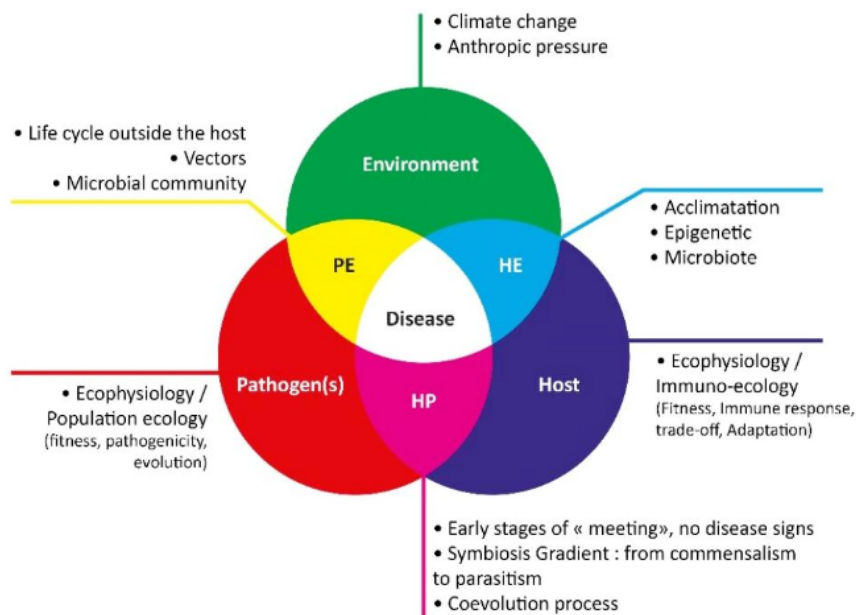 • Climate change
• Anthropic pressure
• Life cycle outside the host
• Vectors
• Microbial community
Environment
• Acclimatation
• Epigenetic
• Microbiote
PE
HE
Disease
Pathogen(s)
HP
Host
• Ecophysiology /
Population ecology
(fitness, pathogenicity,
evolution)
• Ecophysiology /
Immuno-ecology
(Fitness, Immune response,
trade-off, Adaptation)
• Early stages of « meeting», no disease signs
• Symbiosis Gradient : from commensalism
to parasitism
• Coevolution process